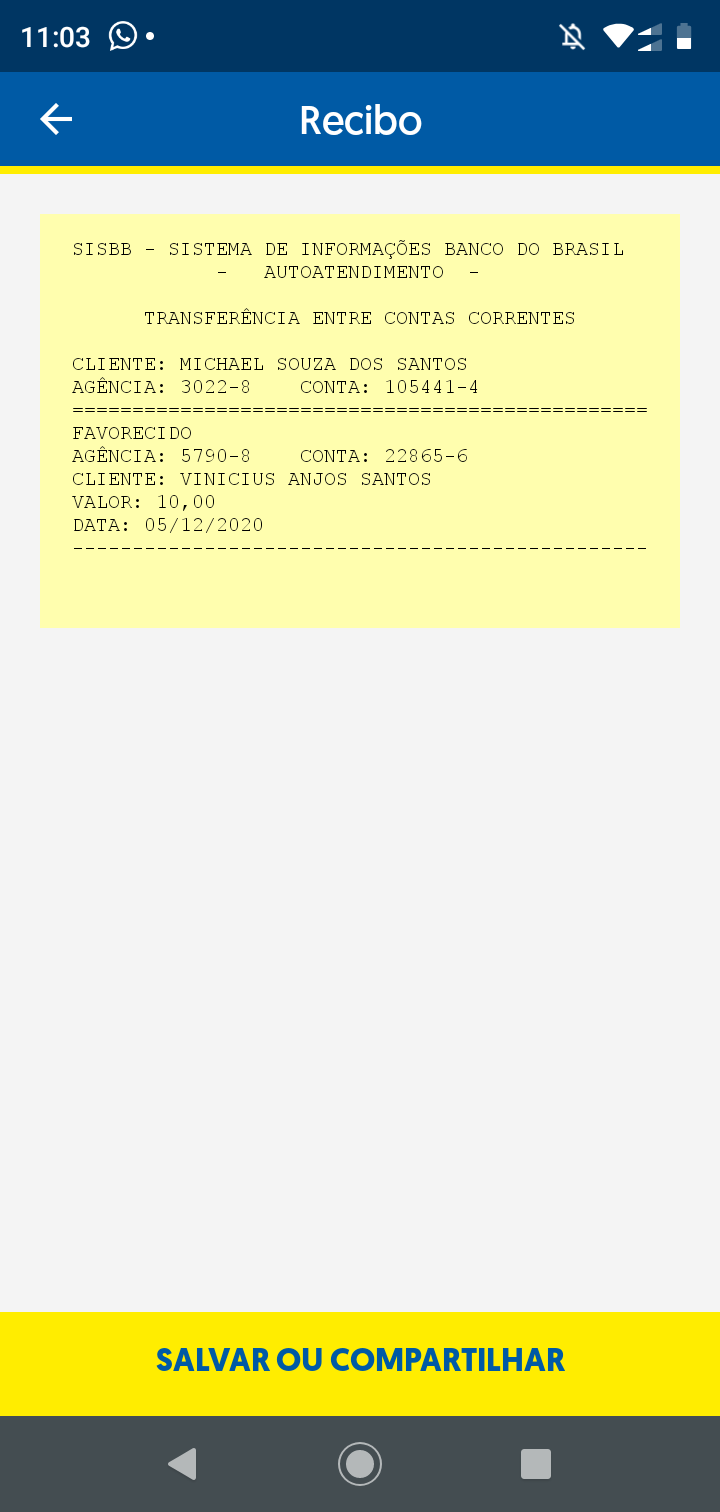 11:03
Recibo
SISBB - SISTEMA DE INFORMAÇÕES BANCO DO BRASIL
- AUTOATENDIMENTO -
TRANSFERÊNCIA ENTRE CONTAS CORRENTES
CLIENTE: MICHAEL SOUZA DOS SANTOS
AGÊNCIA: 3022-8 CONTA: 105441-4
================================================
FAVORECIDO
AGÊNCIA: 5790-8 CONTA: 22865-6
CLIENTE: VINICIUS ANJOS SANTOS
VALOR: 10,00
DATA: 05/12/2020
------------------------------------------------
SALVAR OU COMPARTILHAR